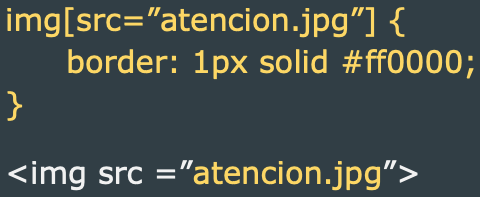 img[src=”atencion.jpg”] {
border: 1px solid #ff0000;
}
<img src =”atencion.jpg”>